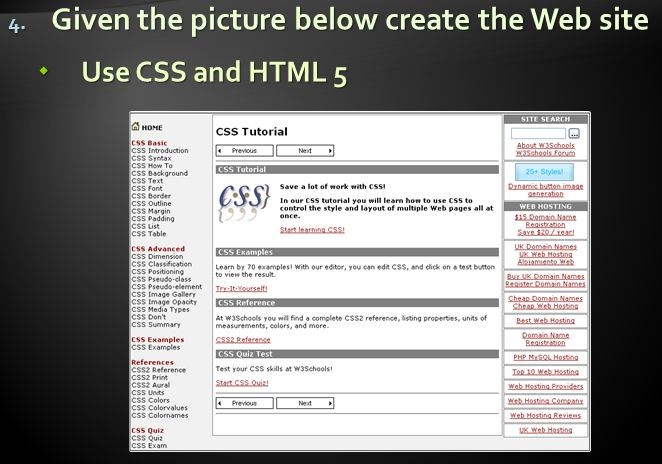 4. Given the picture below create the Web site
Use CSS and HTML 5
HOME
CSS Basic
CSS Introduction
CSS Syntax
CSS How To
CSS Background
CSS Text
CSS Font
CSS Border
CSS Outline
CSS Margin
CSS Padding
CSS List
CSS Table
CSS Advanced
CSS Dimension
CSS Classification
CSS Positioning
CSS Pseudo-class
CSS Pseudo-element
CSS Image Gallery
CSS Image Opacity
CSS Media Types
CSS Don't
CSS Summary
CSS Examples
CSS Examples
References
CSS2 Reference
CSS2 Print
CSS2 Aural
CSS Units
CSS Colors
CSS Colorvalues
CSS Colornames
CSS Quiz
CSS Quiz
CSS Exam
CSS Tutorial
Previous
Next
CSS Tutorial
CSS
Save a lot of work with CSS!
In our CSS tutorial you will learn how to use CSS to
control the style and layout of multiple Web pages all at
once.
Start learning CSS!
CSS Examples
Learn by 70 examples! With our editor, you can edit CSS, and click on a test button
to view the result.
Try-It-Yourself!
CSS Reference
At W3Schools you will find a complete CSS2 reference, listing properties, units of
measurements, colors, and more.
CSS2 Reference
CSS Quiz Test
Test your CSS skills at W3Schools!
Start CSS Quiz!
Previous
Next
SITE SEARCH
...
About W3Schools
W3Schools Forum
25+ Styles!
Dynamic button image
generation
WEB HOSTING
$15 Domain Name
Registration
Save $20 / year!
UK Domain Names
UK Web Hosting
Alojamiento Web
Buy UK Domain Names
Register Domain Names
Cheap Domain Names
Cheap Web Hosting
Best Web Hosting
Domain Name
Registration
PHP MySQL Hosting
Top 10 Web Hosting
Web Hosting Providers
Web Hosting Company
Web Hosting Reviews
UK Web Hosting